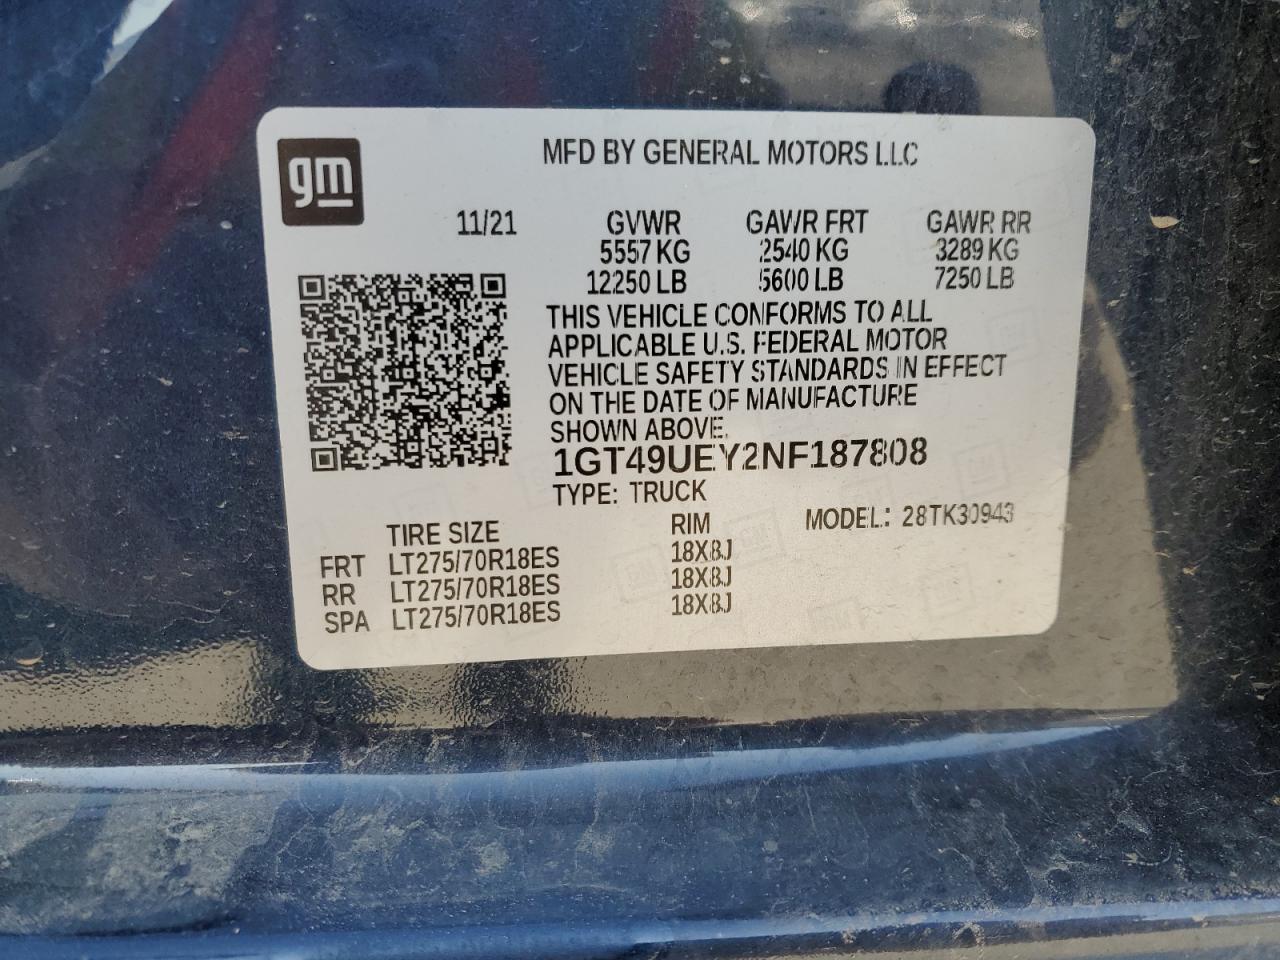 gm
MFD BY GENERAL MOTORS LLC
11/21 GVWR GAWR FRT GAWR RR
5557 KG 2540 KG 3289 KG
12250 LB 5600 LB 7250 LB
THIS VEHICLE CONFORMS TO ALL
APPLICABLE U.S. FEDERAL MOTOR
VEHICLE SAFETY STANDARDS IN EFFECT
ON THE DATE OF MANUFACTURE
SHOWN ABOVE.
1GT49UEY2NF187808
TYPE: TRUCK
TIRE SIZE RIM MODEL: 28TK30943
FRT LT275/70R18ES 18X8J
RR LT275/70R18ES 18X8J
SPA LT275/70R18ES 18X8J